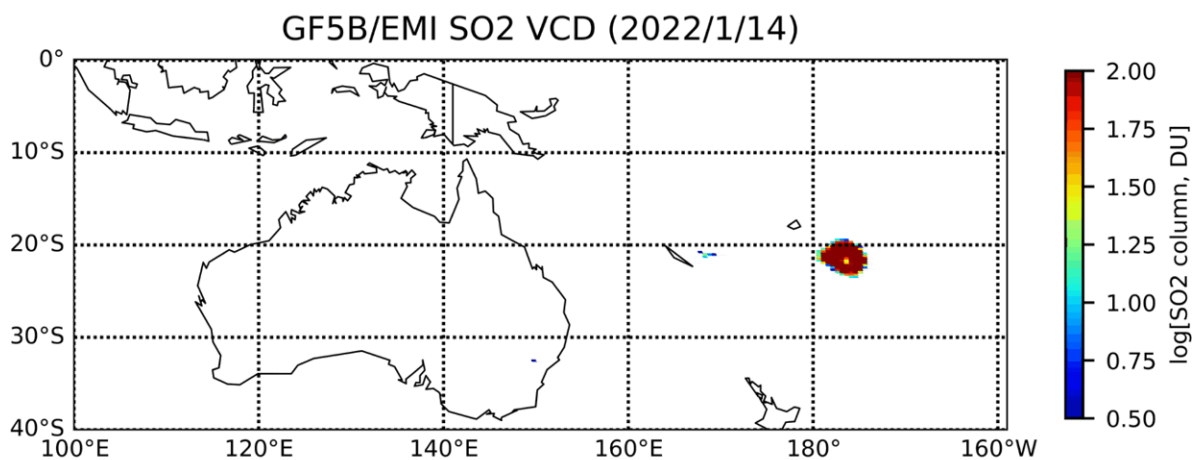 GF5B/EMI SO2 VCD (2022/1/14)
0°
10°S
20°S
30°S
40°S
100°E 120°E 140°E 160°E 180° 160°W
2.00
1.75
1.50
1.25
1.00
0.75
0.50
log[SO2 column, DU]